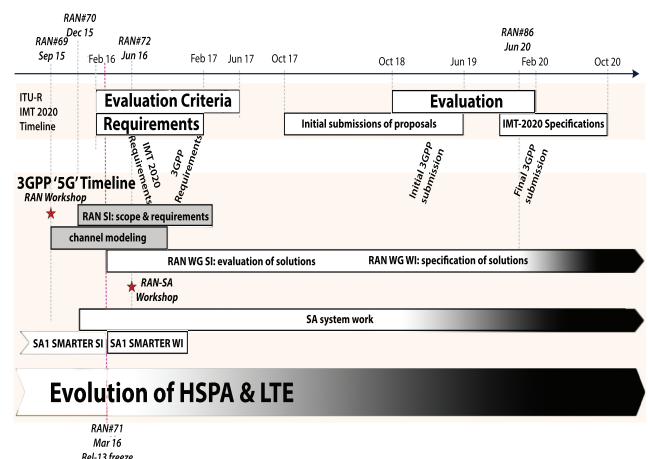 RAN#70
Dec 15
RAN#69
Sep 15
RAN#72
Jun 16
RAN#86
Jun 20
Feb 16
Feb 17
Jun 17
Oct 17
Oct 18
Jun 19
Feb 20
Oct 20
ITU-R
IMT 2020
Timeline
Evaluation Criteria
Requirements
Evaluation
Initial submissions of proposals
IMT-2020 Specifications
IMT 2020
Requirements
3GPP
Requirements
Initial 3GPP
submission
Final 3GPP
submission
3GPP '5G' Timeline
RAN Workshop
RAN SI: scope & requirements
channel modeling
RAN WG SI: evaluation of solutions
RAN WG WI: specification of solutions
RAN-SA
Workshop
SA system work
SA1 SMARTER SI
SA1 SMARTER WI
Evolution of HSPA & LTE
RAN#71
Mar 16
Rel-13 freeze